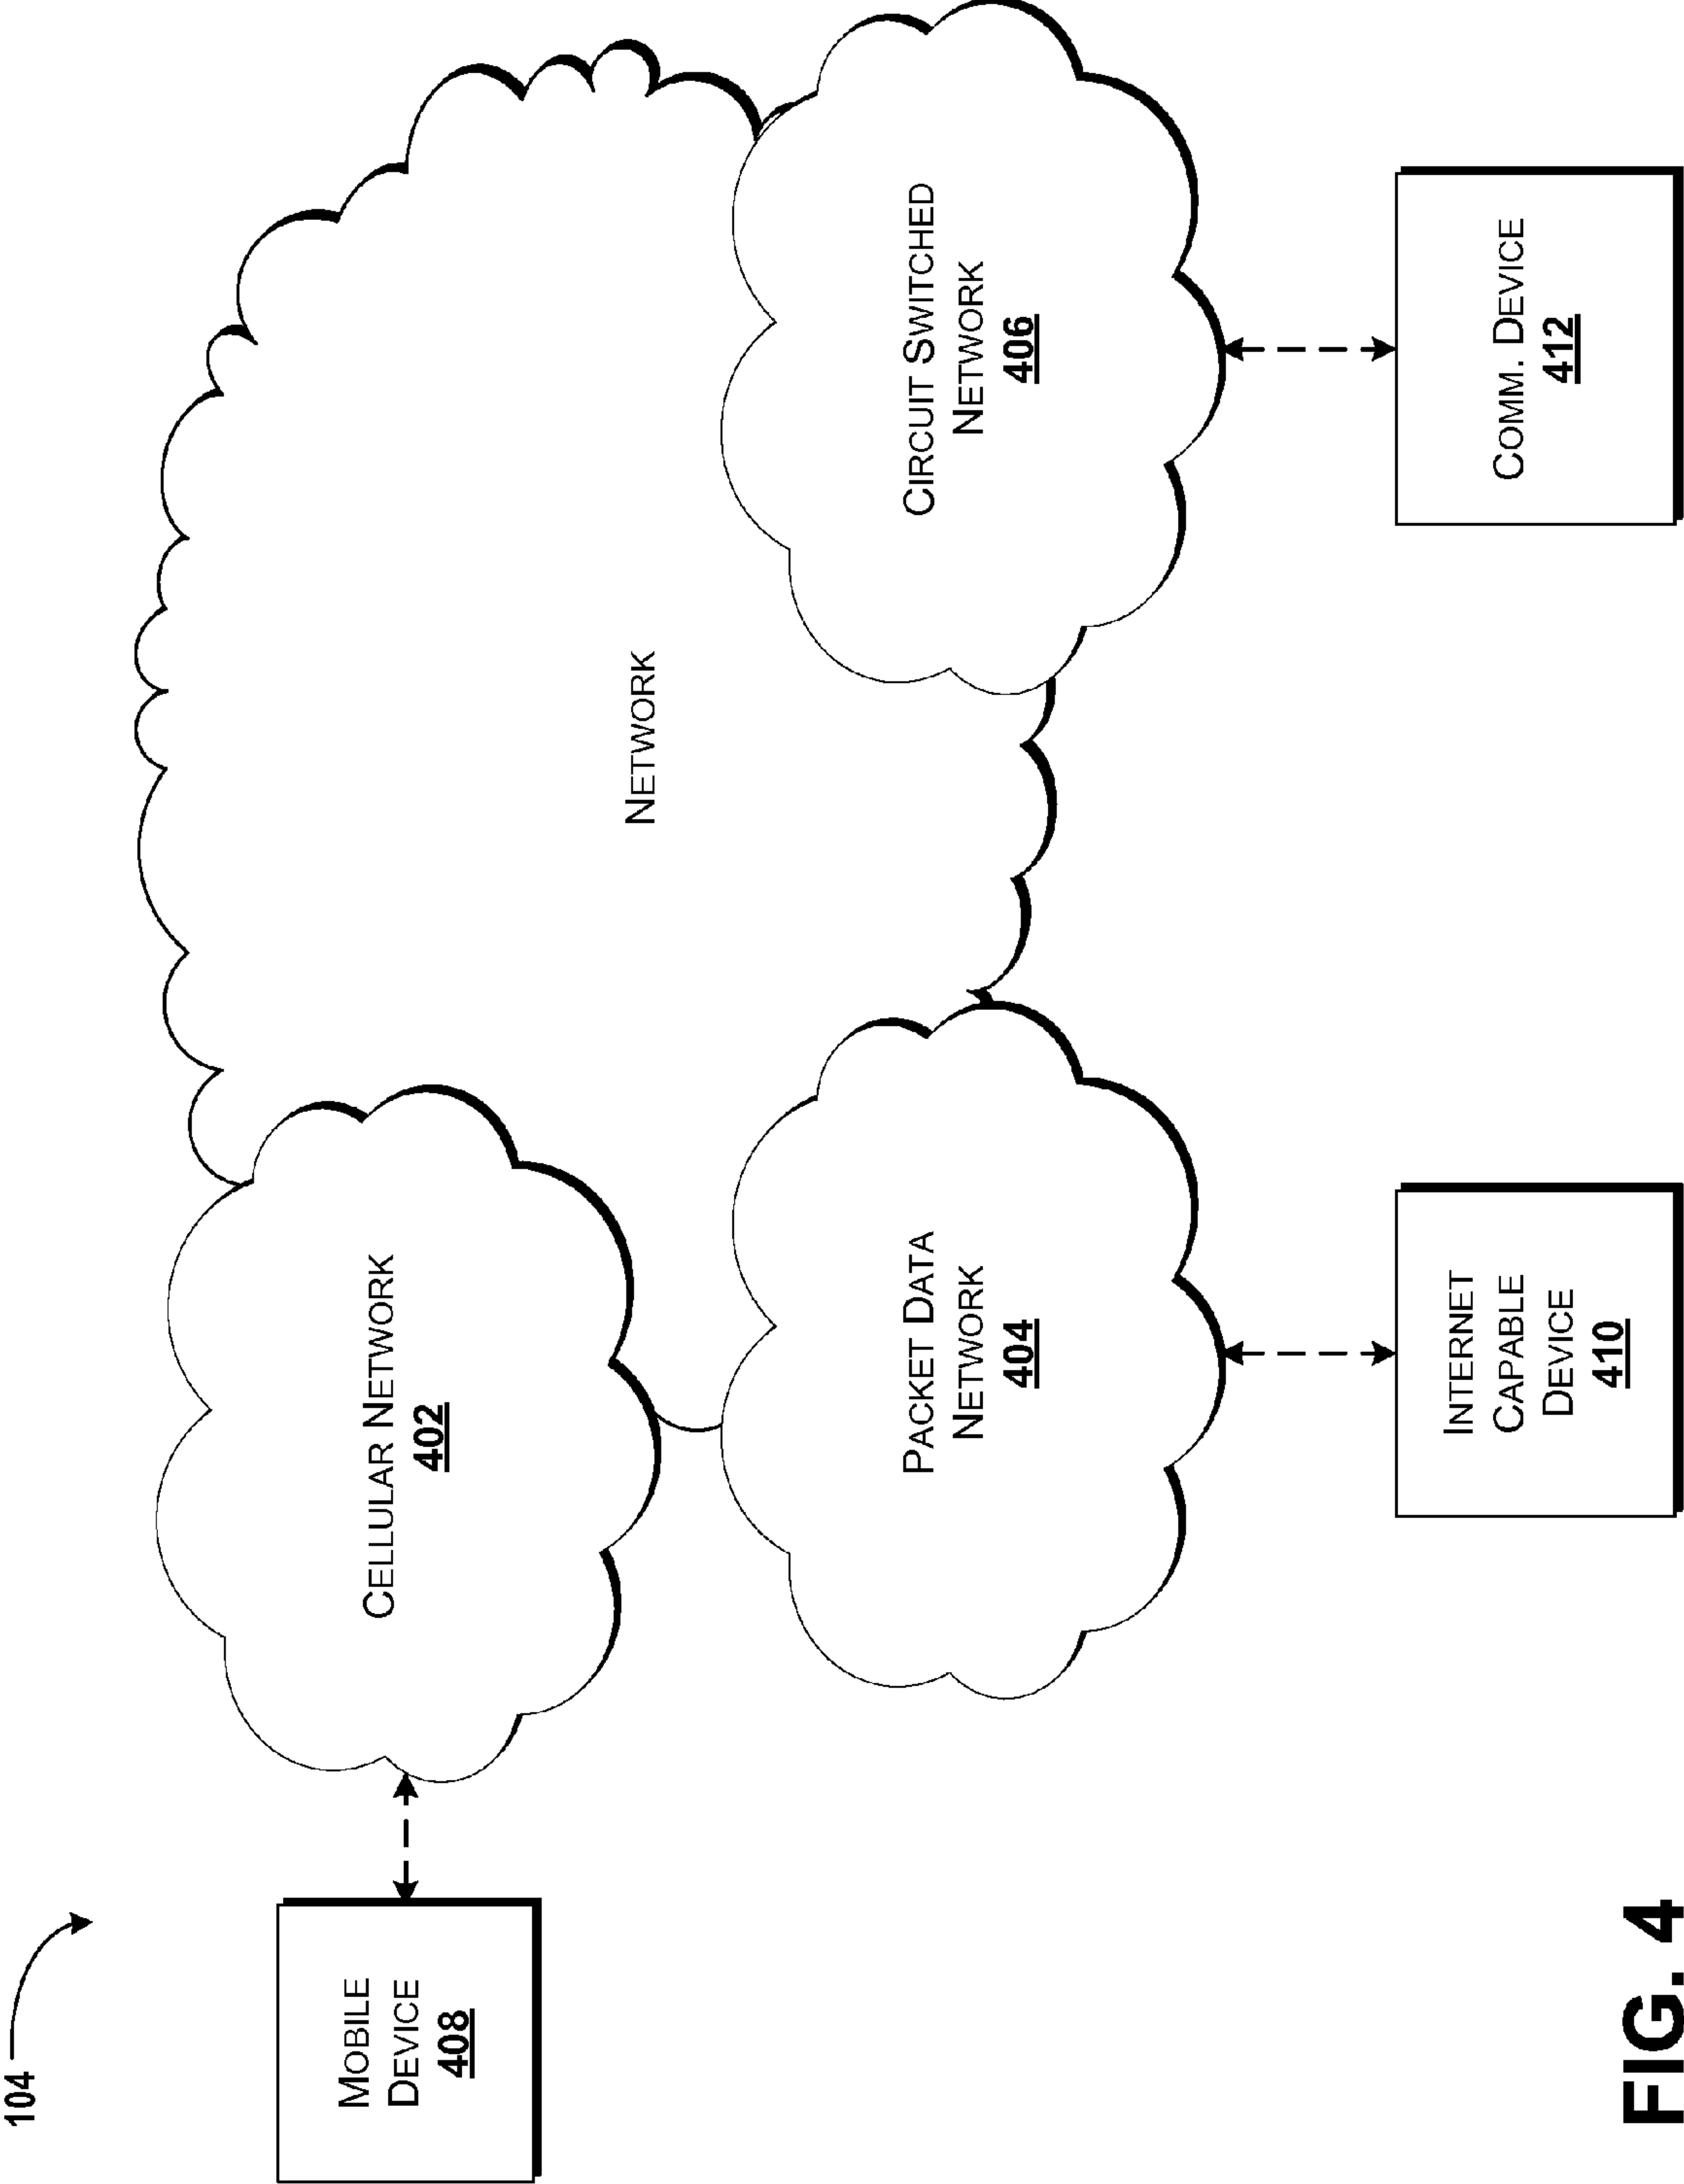 104
MOBILE
DEVICE
408
CELLULAR NETWORK
402
NETWORK
PACKET DATA
NETWORK
404
CIRCUIT SWITCHED
NETWORK
406
INTERNET
CAPABLE
DEVICE
410
COMM. DEVICE
412
FIG. 4